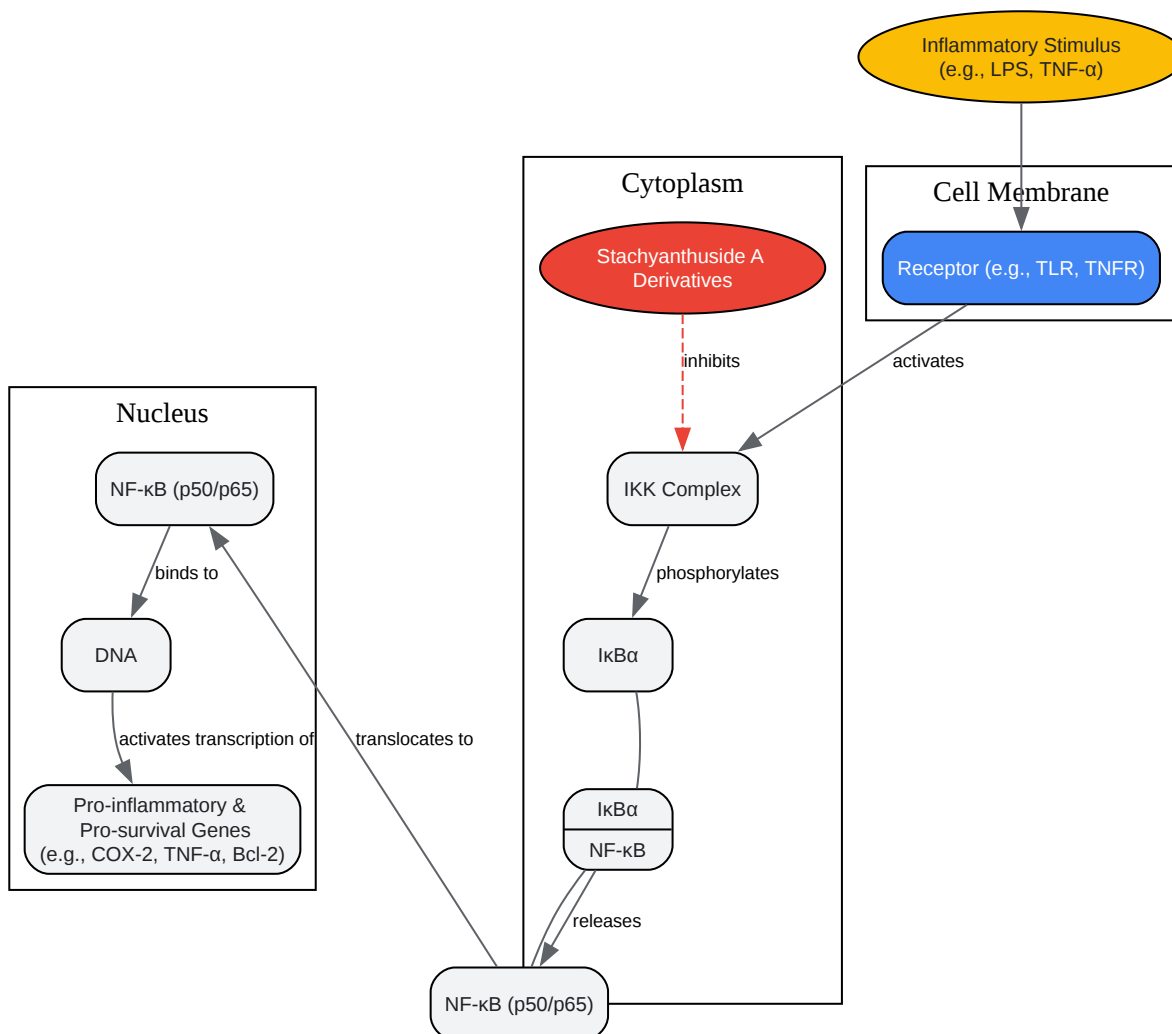 Inflammatory Stimulus
(e.g., LPS, TNF-α)
Cell Membrane
Receptor (e.g., TLR, TNFR)
activates
Cytoplasm
Stachyanthuside A
Derivatives
inhibits
IKK Complex
phosphorylates
IκBα
IκBα
NF-κB
releases
NF-κB (p50/p65)
translocates to
Nucleus
NF-κB (p50/p65)
binds to
DNA
activates transcription of
Pro-inflammatory &
Pro-survival Genes
(e.g., COX-2, TNF-α, Bcl-2)